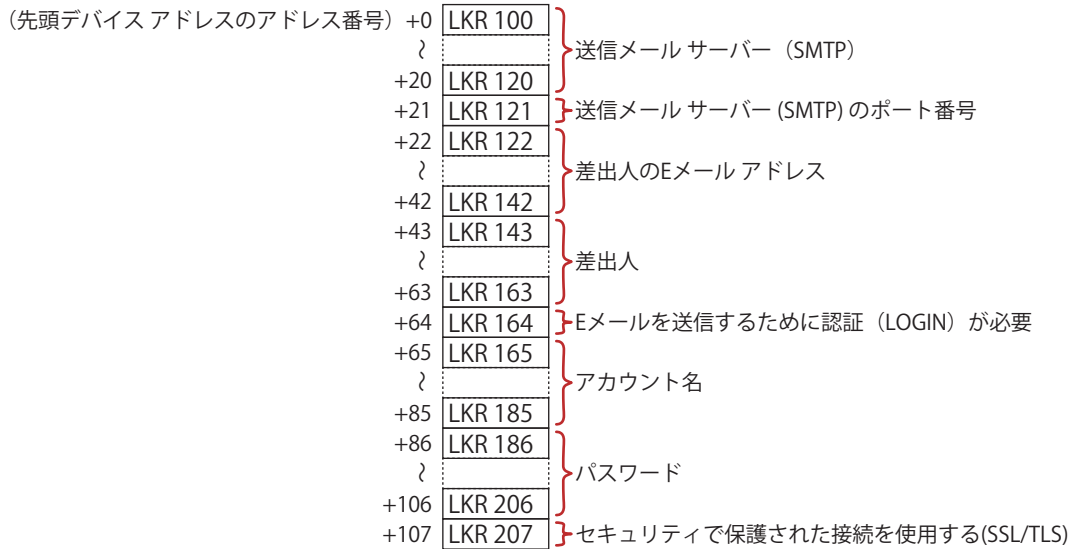 （先頭デバイス アドレスのアドレス番号）+0 LKR 100
～ 送信メール サーバー（SMTP）
+20 LKR 120
+21 LKR 121 送信メール サーバー (SMTP) のポート番号
+22 LKR 122
～ 差出人のEメール アドレス
+42 LKR 142
+43 LKR 143
～ 差出人
+63 LKR 163
+64 LKR 164 Eメールを送信するために認証（LOGIN）が必要
+65 LKR 165
～ アカウント名
+85 LKR 185
+86 LKR 186
～ パスワード
+106 LKR 206
+107 LKR 207 セキュリティで保護された接続を使用する(SSL/TLS)